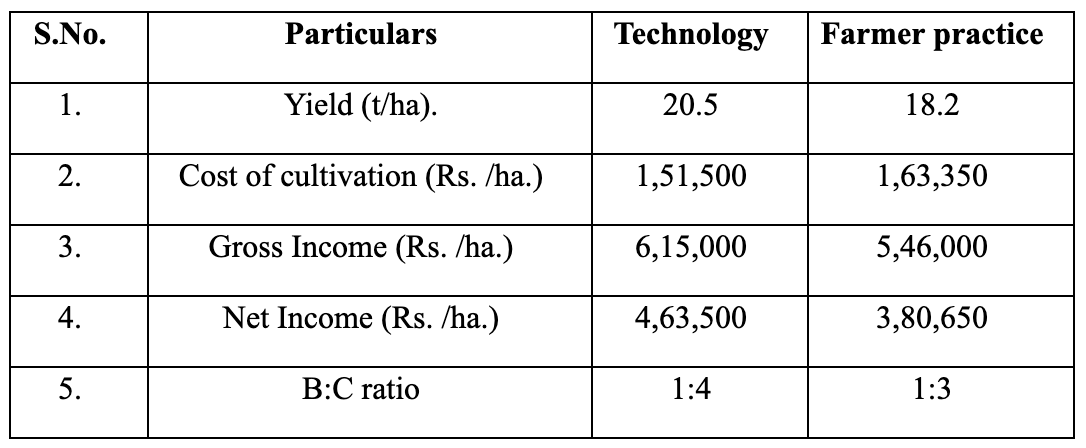 S.No. Particulars Technology Farmer practice
1. Yield (t/ha). 20.5 18.2
2. Cost of cultivation (Rs. /ha.) 1,51,500 1,63,350
3. Gross Income (Rs. /ha.) 6,15,000 5,46,000
4. Net Income (Rs. /ha.) 4,63,500 3,80,650
5. B:C ratio 1:4 1:3